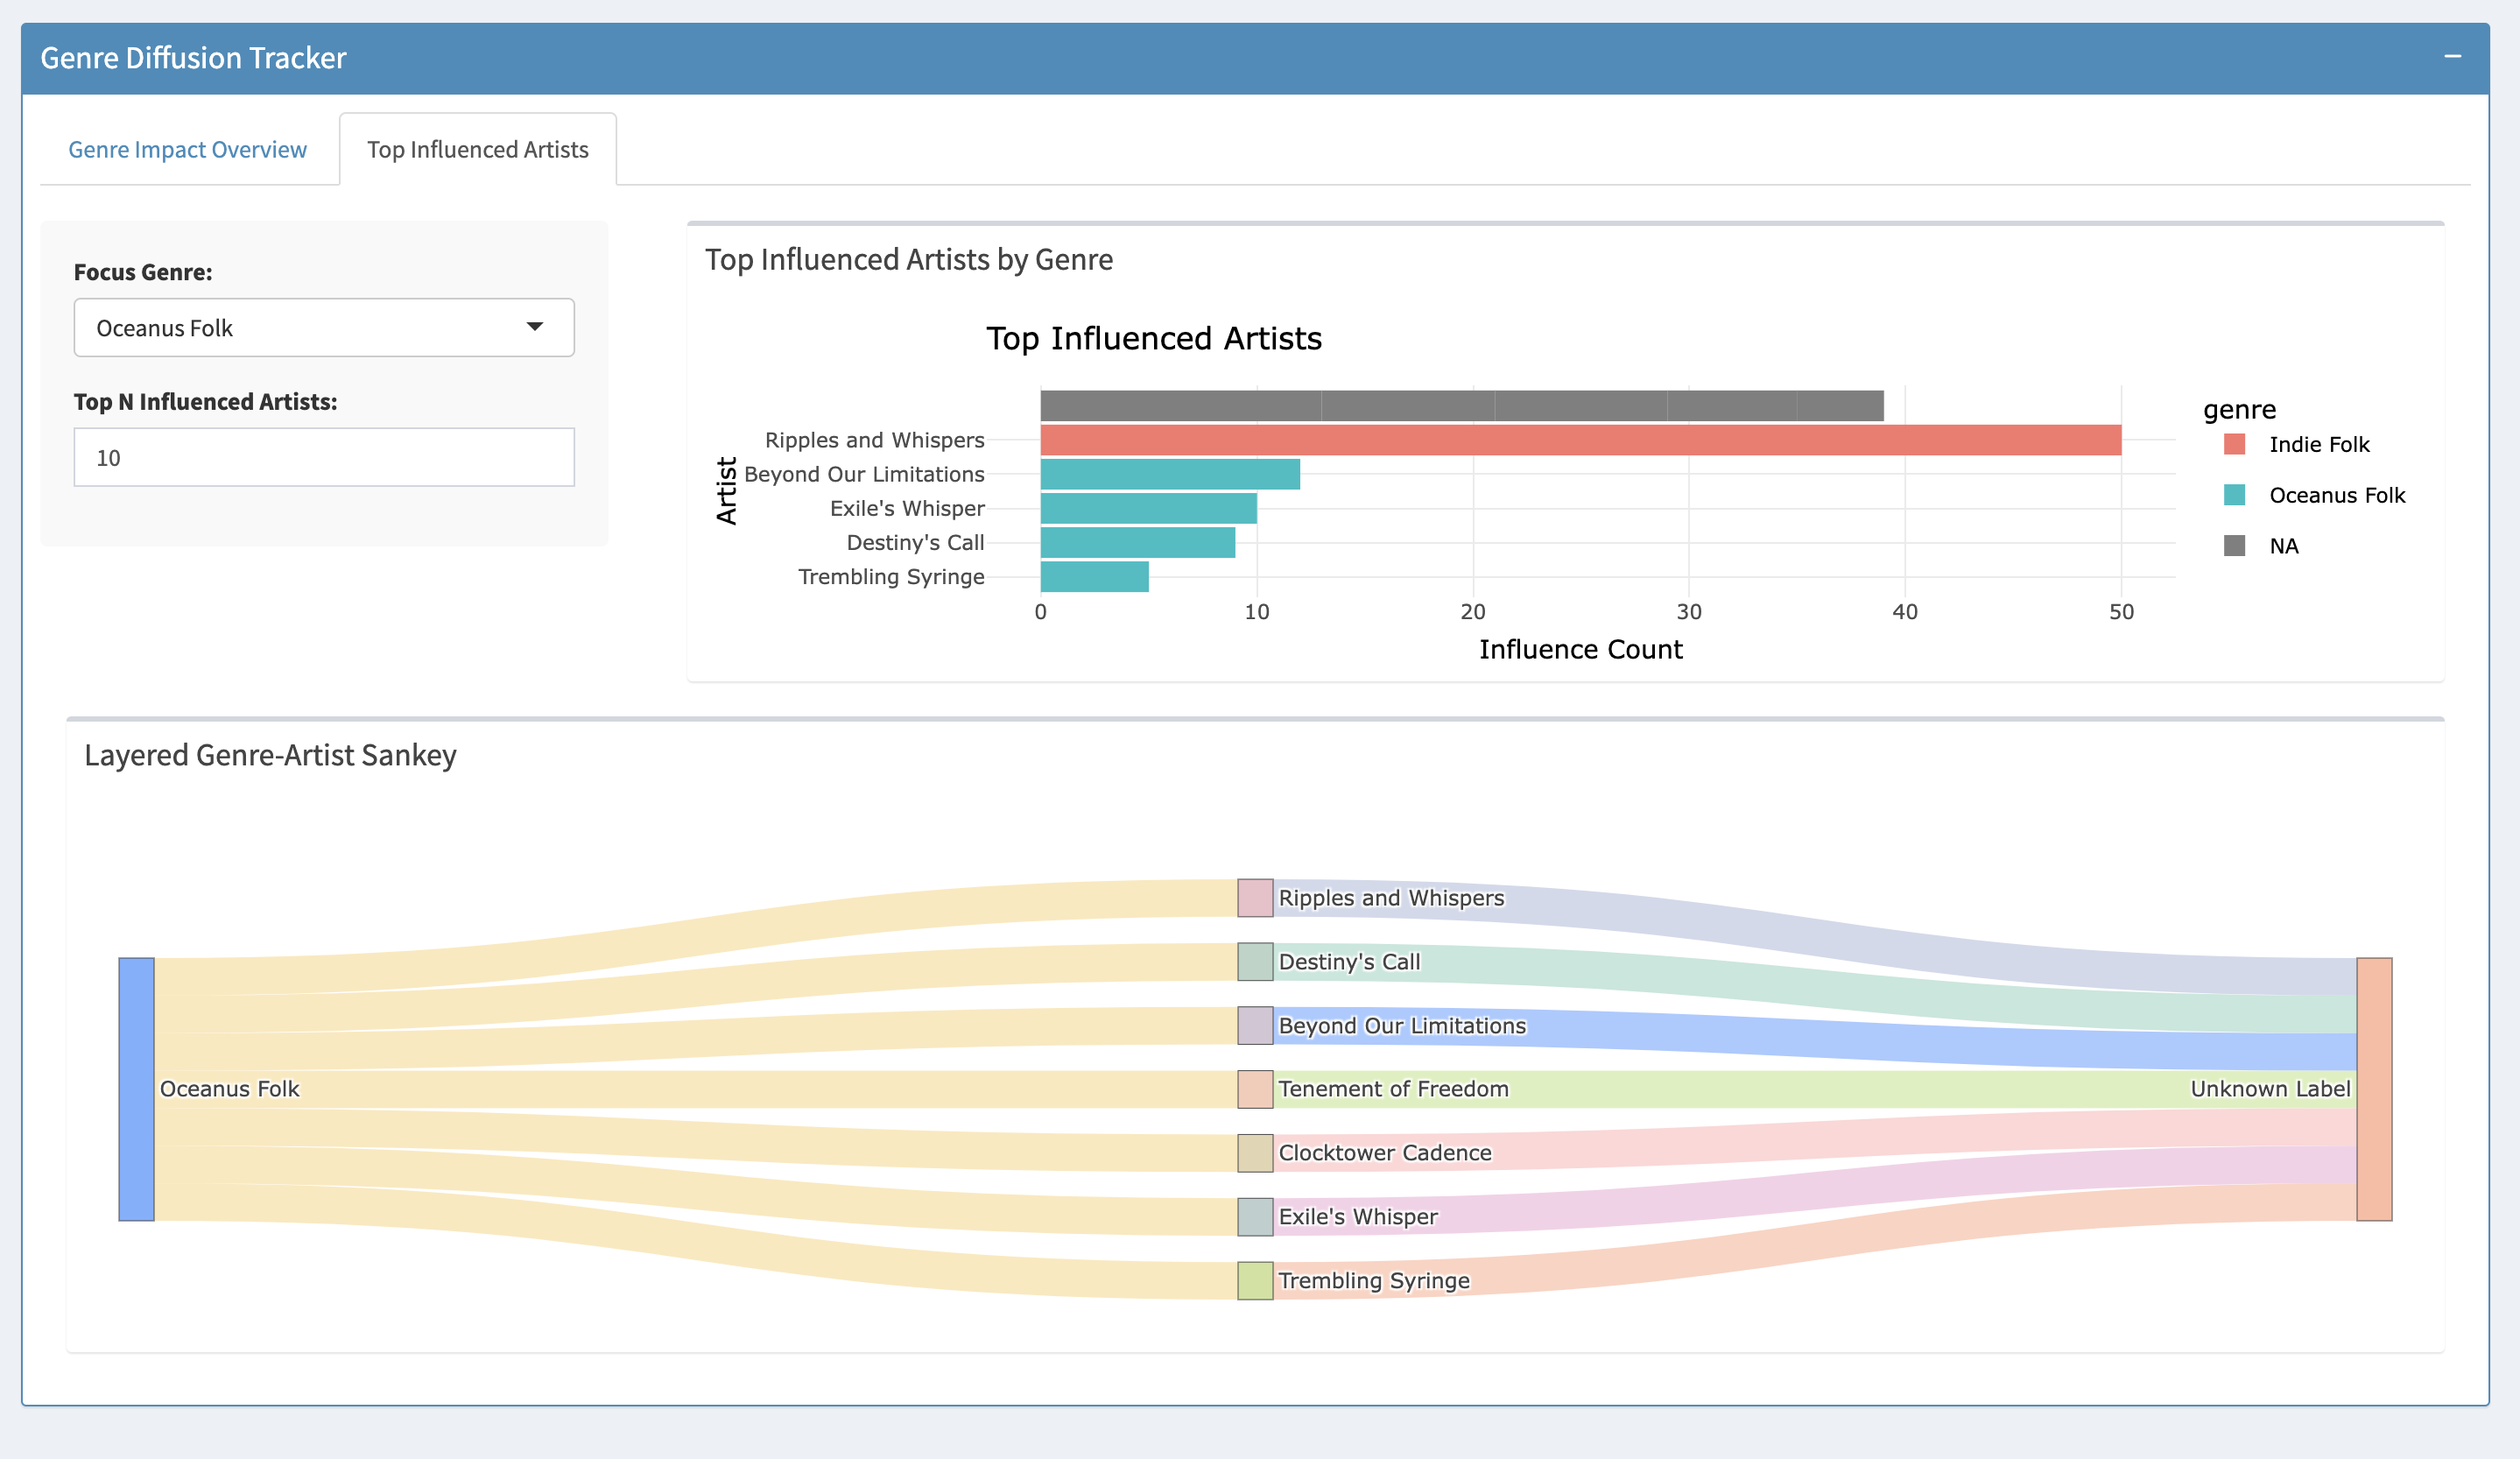 Genre Diffusion Tracker
Genre Impact Overview
Top Influenced Artists
Focus Genre:
Oceanus Folk
Top N Influenced Artists:
10
Top Influenced Artists by Genre
Top Influenced Artists
Artist
Ripples and Whispers
Beyond Our Limitations
Exile's Whisper
Destiny's Call
Trembling Syringe
0 10 20 30 40 50
Influence Count
genre
Indie Folk
Oceanus Folk
NA
Layered Genre-Artist Sankey
Oceanus Folk
Ripples and Whispers
Destiny's Call
Beyond Our Limitations
Tenement of Freedom
Clocktower Cadence
Exile's Whisper
Trembling Syringe
Unknown Label